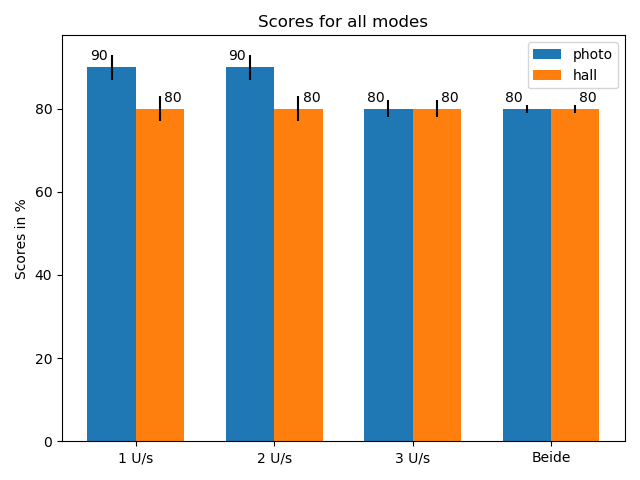 Scores for all modes
photo
hall
90
80
90
80
80
80
80
80
80
60
40
20
0
Scores in %
1 U/s
2 U/s
3 U/s
Beide